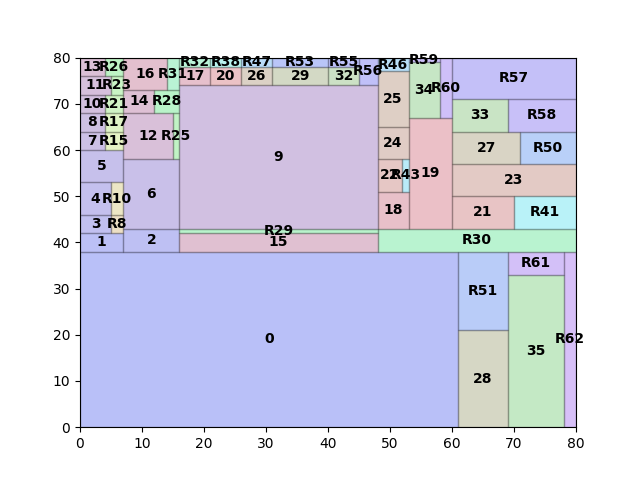 80 13 R26 16 R31 R32 R38 R47 R53 R55 R56 R46 R59
17 20 26 29 32 R57
11 R23 34 R60
70 10 R21 14 R28 25 33 R58
8 R17 12 R25
60 7 R15 24 27 R50
5 9 22 R43 19 23
50 4 R10 6 18 21 R41
3 R8 R29
40 1 2 15 R30
R61
30 R51
20 0 R62
35
10 28
0
0 10 20 30 40 50 60 70 80